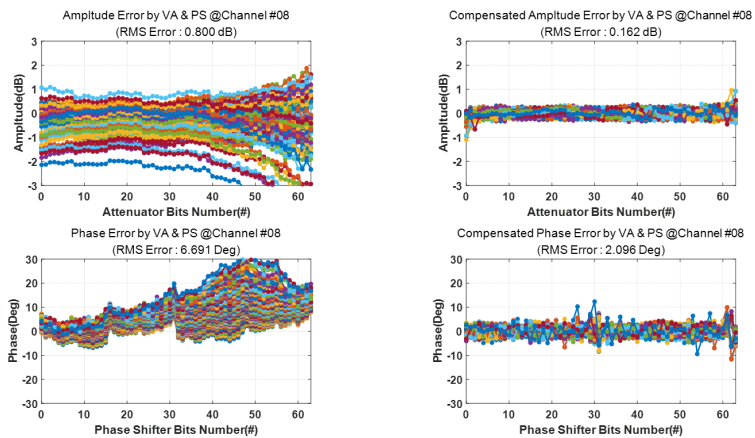 Ampltude Error by VA & PS @Channel #08
(RMS Error : 0.800 dB)
3
2
1
0
-1
-2
-3
Amplitude(dB)
0 10 20 30 40 50 60
Attenuator Bits Number(#)
Compensated Ampltude Error by VA & PS @Channel #08
(RMS Error : 0.162 dB)
3
2
1
0
-1
-2
-3
Amplitude(dB)
0 10 20 30 40 50 60
Attenuator Bits Number(#)
Phase Error by VA & PS @Channel #08
(RMS Error : 6.691 Deg)
30
20
10
0
-10
-20
-30
Phase(Deg)
0 10 20 30 40 50 60
Phase Shifter Bits Number(#)
Compensated Phase Error by VA & PS @Channel #08
(RMS Error : 2.096 Deg)
30
20
10
0
-10
-20
-30
Phase(Deg)
0 10 20 30 40 50 60
Phase Shifter Bits Number(#)